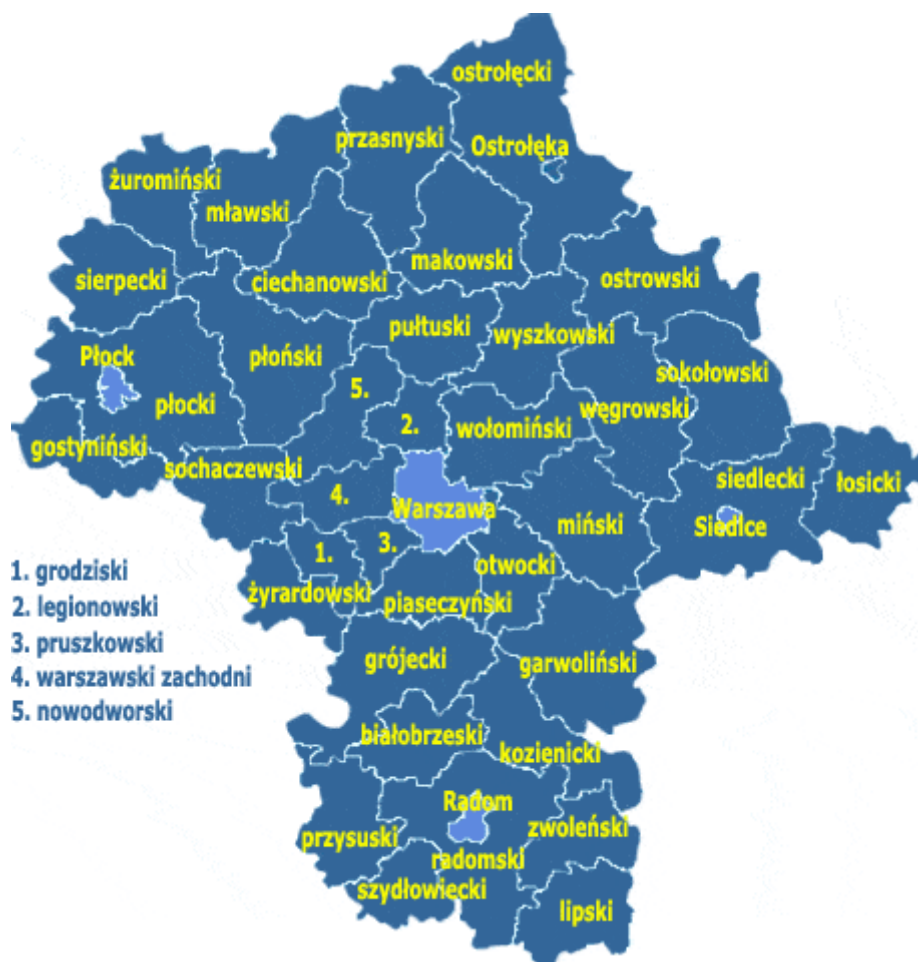 ostrołęcki
przasnyski
Ostrołęka
żuromiński
mławski
makowski
sierpecki
ciechanowski
ostrowski
pułtuski
wyszkowski
Płock
płoński
sokołowski
5.
płocki
węgrowski
2.
wołomiński
gostyniński
sochaczewski
siedlecki
łosicki
4.
Warszawa
miński
Siedlce
3.
1.
otwocki
1. grodziski
żyrardowski
piaseczyński
2. legionowski
3. pruszkowski
grójecki
garwoliński
4. warszawski zachodni
5. nowodworski
białobrzeski
kozienicki
Radom
przysuski
zwoleński
radomski
szydłowiecki
lipski